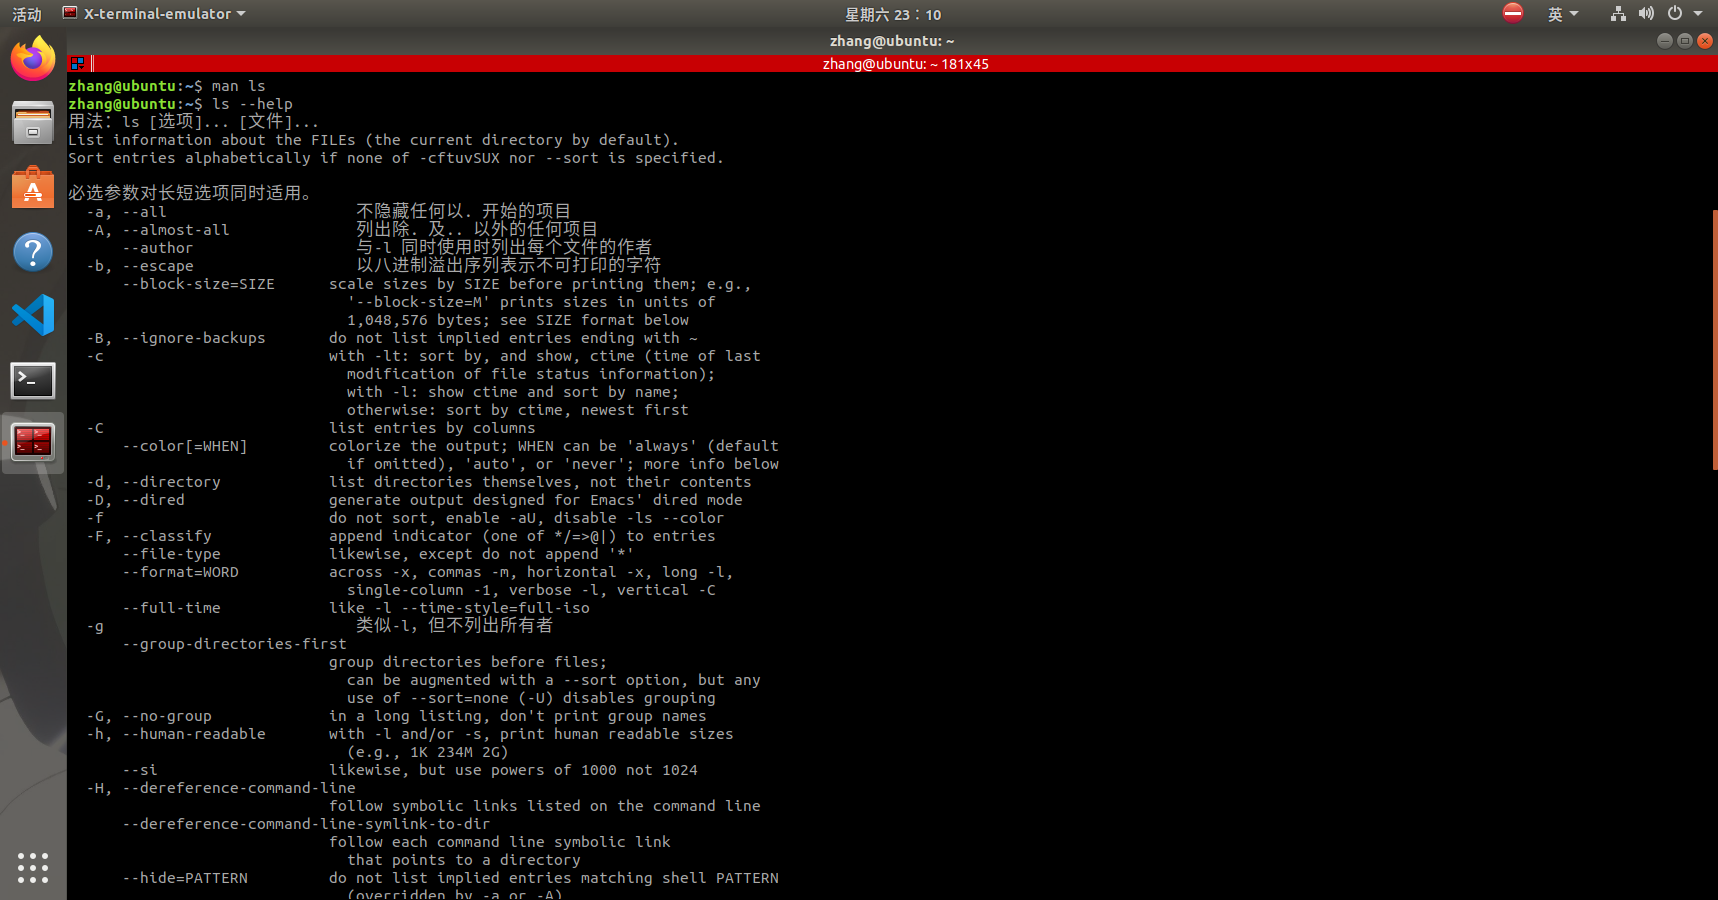 活动
X-terminal-emulator
星期六 23：10
英
zhang@ubuntu: ~
zhang@ubuntu: ~ 181x45
zhang@ubuntu:~$ man ls
zhang@ubuntu:~$ ls --help
用法：ls [选项]... [文件]...
List information about the FILEs (the current directory by default).
Sort entries alphabetically if none of -cftuvSUX nor --sort is specified.
必选参数对长短选项同时适用。
-a, --all 不隐藏任何以. 开始的项目
-A, --almost-all 列出除. 及.. 以外的任何项目
--author 与-l 同时使用时列出每个文件的作者
-b, --escape 以八进制溢出序列表示不可打印的字符
--block-size=SIZE scale sizes by SIZE before printing them; e.g.,
'--block-size=M' prints sizes in units of
1,048,576 bytes; see SIZE format below
-B, --ignore-backups do not list implied entries ending with ~
-c with -lt: sort by, and show, ctime (time of last
modification of file status information);
with -l: show ctime and sort by name;
otherwise: sort by ctime, newest first
-C list entries by columns
--color[=WHEN] colorize the output; WHEN can be 'always' (default
if omitted), 'auto', or 'never'; more info below
-d, --directory list directories themselves, not their contents
-D, --dired generate output designed for Emacs' dired mode
-f do not sort, enable -aU, disable -ls --color
-F, --classify append indicator (one of */=>@|) to entries
--file-type likewise, except do not append '*'
--format=WORD across -x, commas -m, horizontal -x, long -l,
single-column -1, verbose -l, vertical -C
--full-time like -l --time-style=full-iso
-g 类似-l，但不列出所有者
--group-directories-first
group directories before files;
can be augmented with a --sort option, but any
use of --sort=none (-U) disables grouping
-G, --no-group in a long listing, don't print group names
-h, --human-readable with -l and/or -s, print human readable sizes
(e.g., 1K 234M 2G)
--si likewise, but use powers of 1000 not 1024
-H, --dereference-command-line
follow symbolic links listed on the command line
--dereference-command-line-symlink-to-dir
follow each command line symbolic link
that points to a directory
--hide=PATTERN do not list implied entries matching shell PATTERN
(overridden by -a or -A)